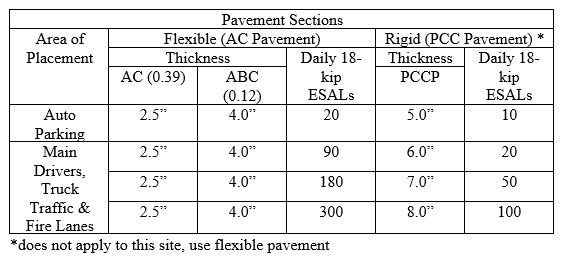 Pavement Sections
Area of Placement Flexible (AC Pavement) Rigid (PCC Pavement) *
Thickness Daily 18-kip ESALs Thickness Daily 18-kip ESALs
AC (0.39) ABC (0.12) PCCP
Auto Parking 2.5” 4.0” 20 5.0” 10
Main Drivers, Truck Traffic & Fire Lanes 2.5” 4.0” 90 6.0” 20
2.5” 4.0” 180 7.0” 50
2.5” 4.0” 300 8.0” 100
*does not apply to this site, use flexible pavement